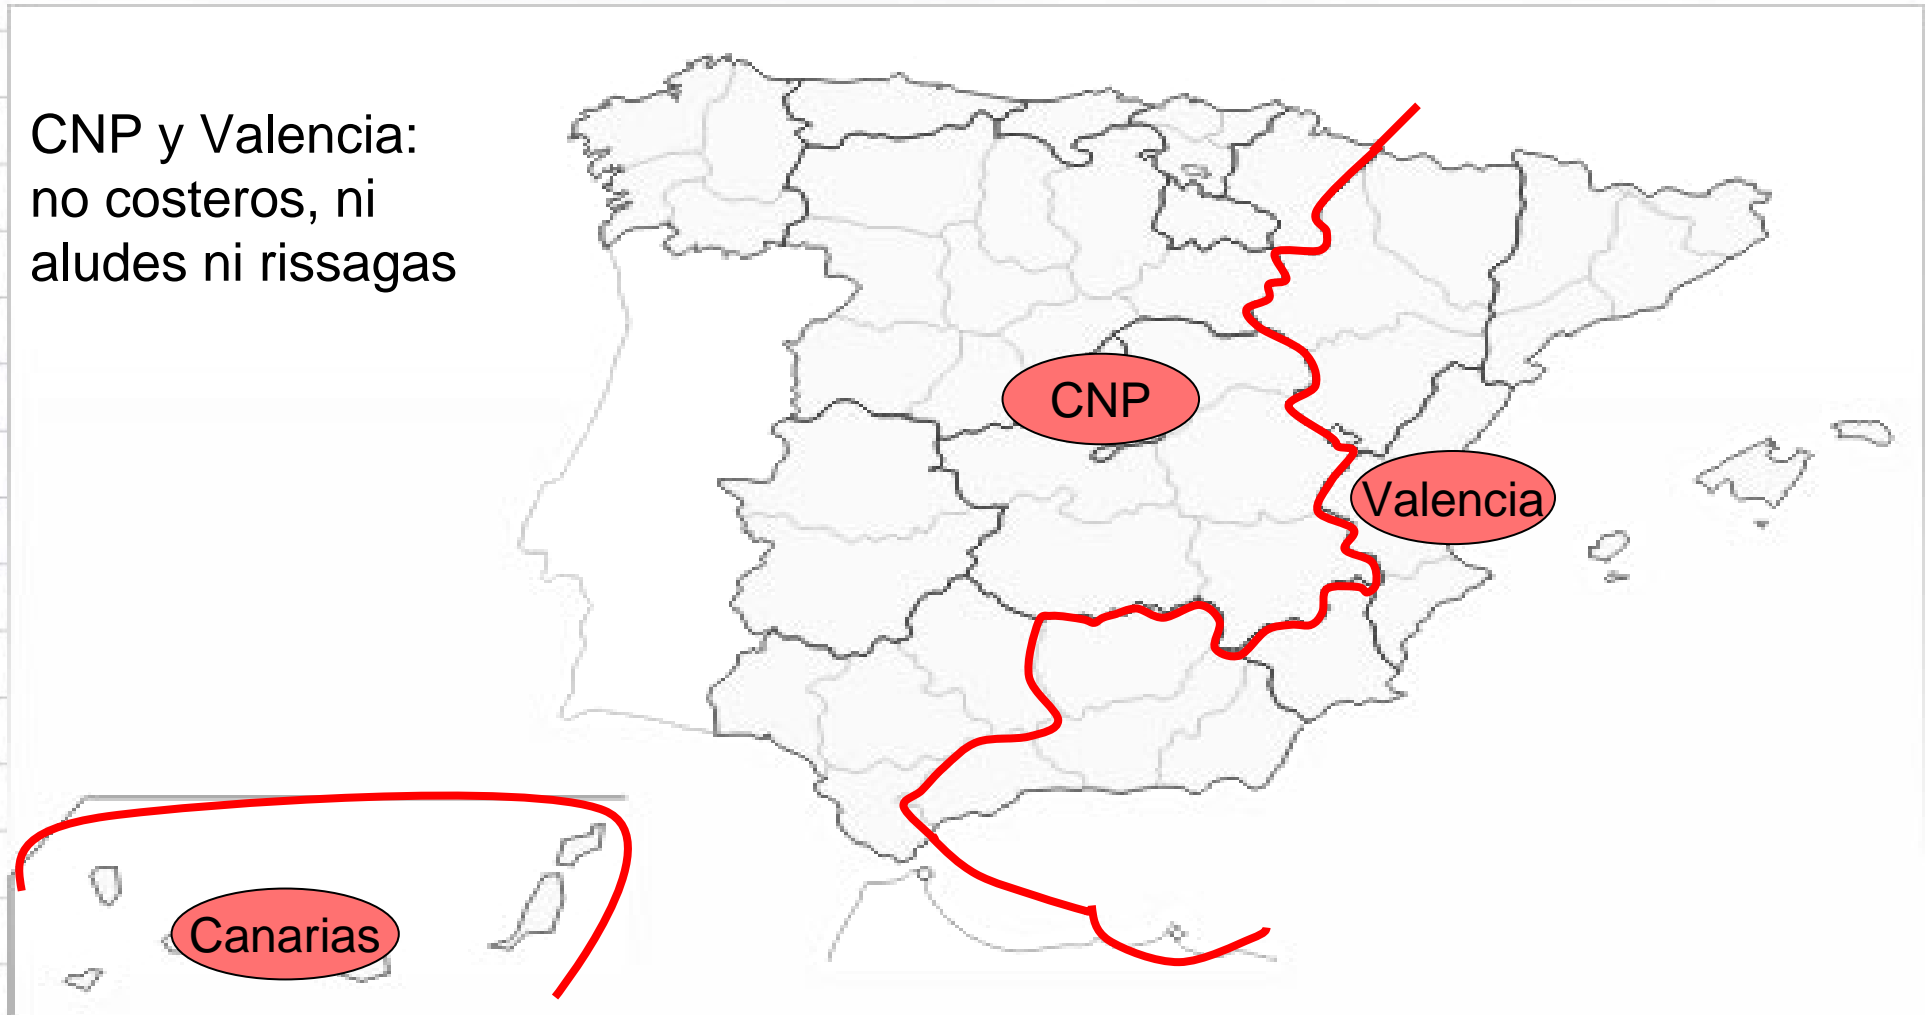 CNP y Valencia:
no costeros, ni
aludes ni rissagas
CNP
Valencia
Canarias